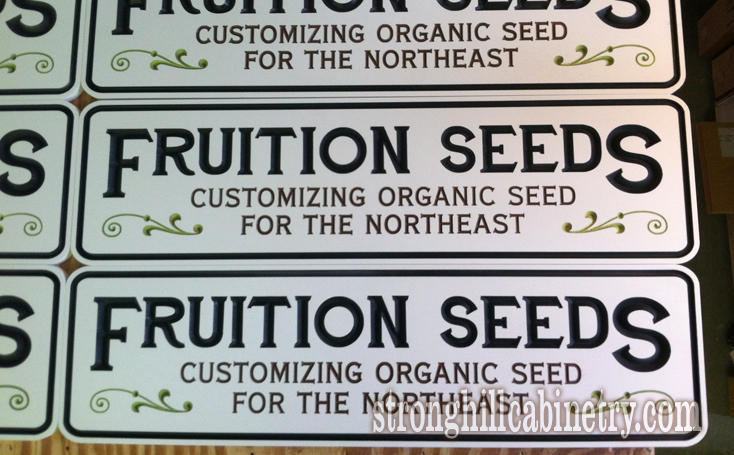 FRUITION SEEDS
CUSTOMIZING ORGANIC SEED
FOR THE NORTHEAST
S
FRUITION SEEDS
CUSTOMIZING ORGANIC SEED
FOR THE NORTHEAST
S
FRUITION SEEDS
CUSTOMIZING ORGANIC SEED
FOR THE NORTHEAST
stronghillcabinetry.com